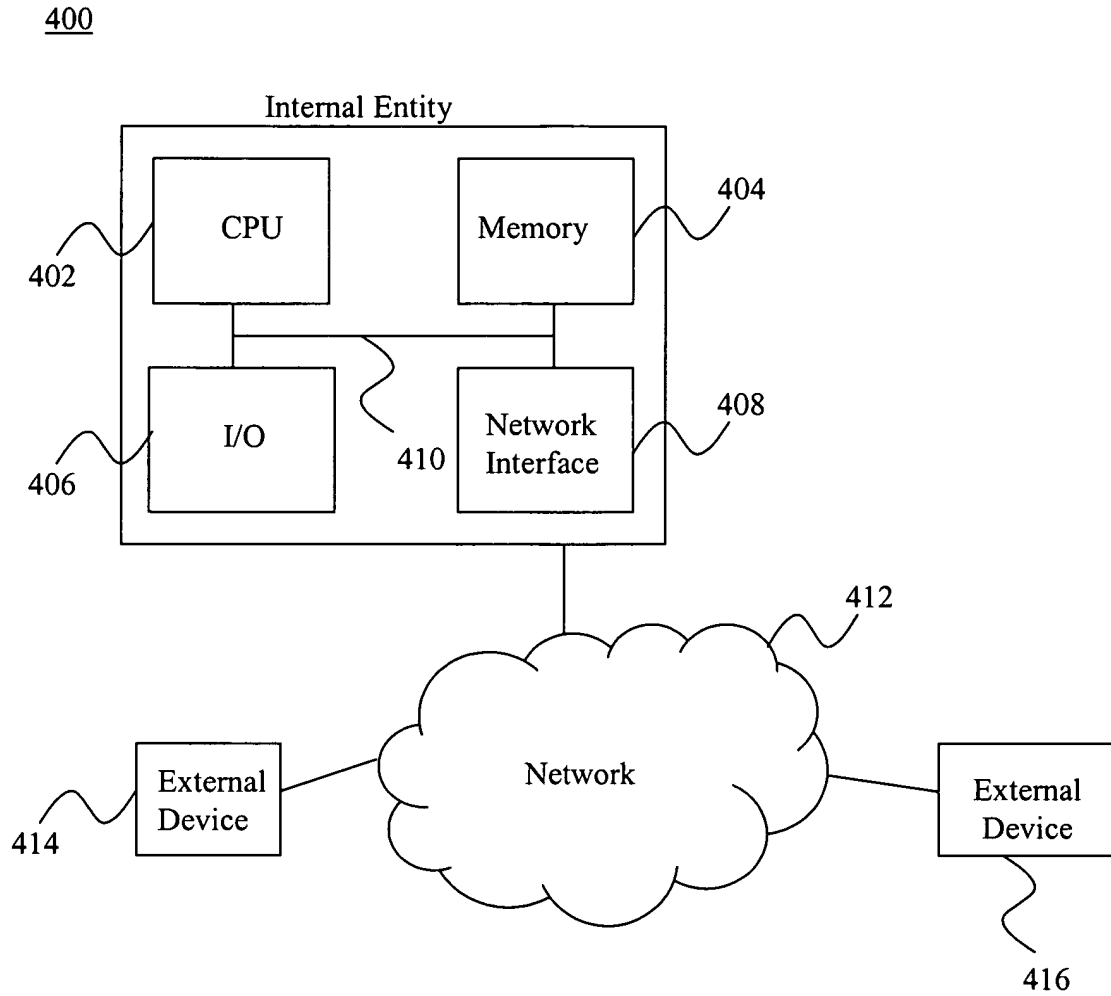 400
Internal Entity
CPU
Memory
404
402
I/O
Network
Interface
408
410
406
412
Network
External
Device
414
External
Device
416